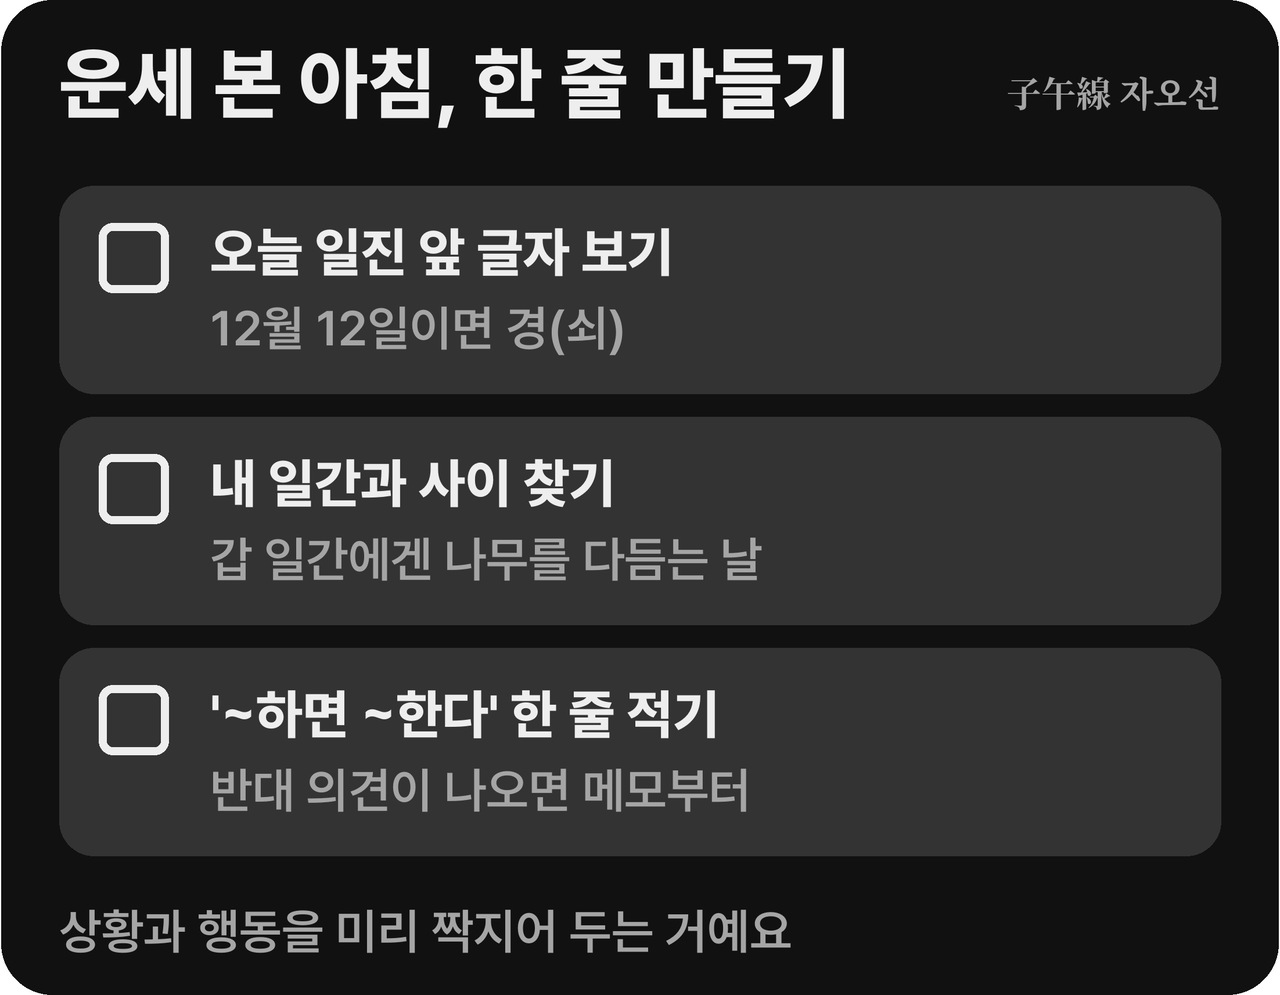 운세 본 아침, 한 줄 만들기
子午線 자오선
오늘 일진 앞 글자 보기
12월 12일이면 경(쇠)
내 일간과 사이 찾기
갑 일간에겐 나무를 다듬는 날
'~하면 ~한다' 한 줄 적기
반대 의견이 나오면 메모부터
상황과 행동을 미리 짝지어 두는 거예요